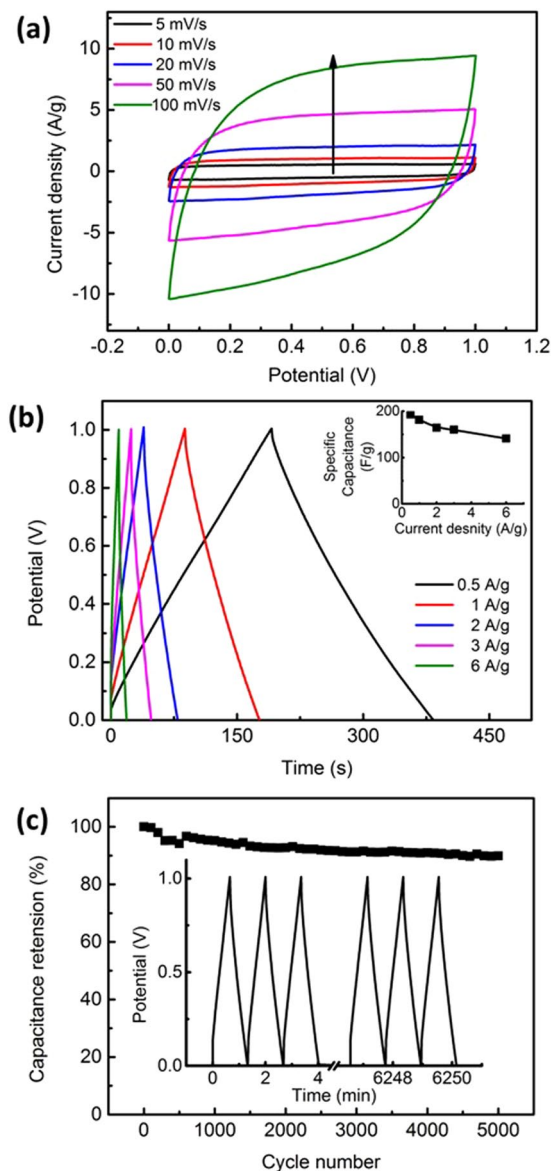 (a)
5 mV/s
10 mV/s
20 mV/s
50 mV/s
100 mV/s
Current density (A/g)
10
5
0
-5
-10
-0.2 0.0 0.2 0.4 0.6 0.8 1.0 1.2
Potential (V)
(b)
Potential (V)
1.0
0.8
0.6
0.4
0.2
0.0
0 150 300 450
Time (s)
Specific
Capacitance
(F/g)
200
100
0
0 2 4 6
Current desnity (A/g)
0.5 A/g
1 A/g
2 A/g
3 A/g
6 A/g
(c)
Capacitance retension (%)
100
80
60
40
20
0
0 1000 2000 3000 4000 5000
Cycle number
Potential (V)
1.0
0.5
0.0
0 2 4 6248 6250
Time (min)